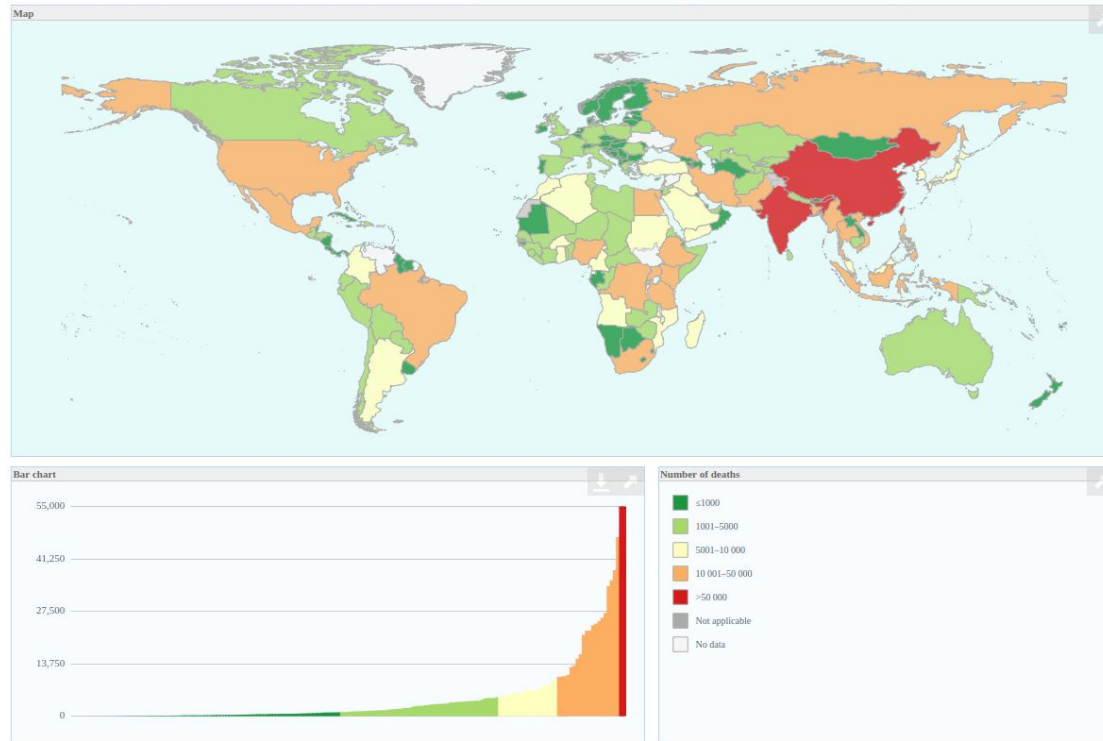 Map
Bar chart
55,000
41,250
27,500
13,750
0
Number of deaths
≤1000
1001–5000
5001–10 000
10 001–50 000
>50 000
Not applicable
No data